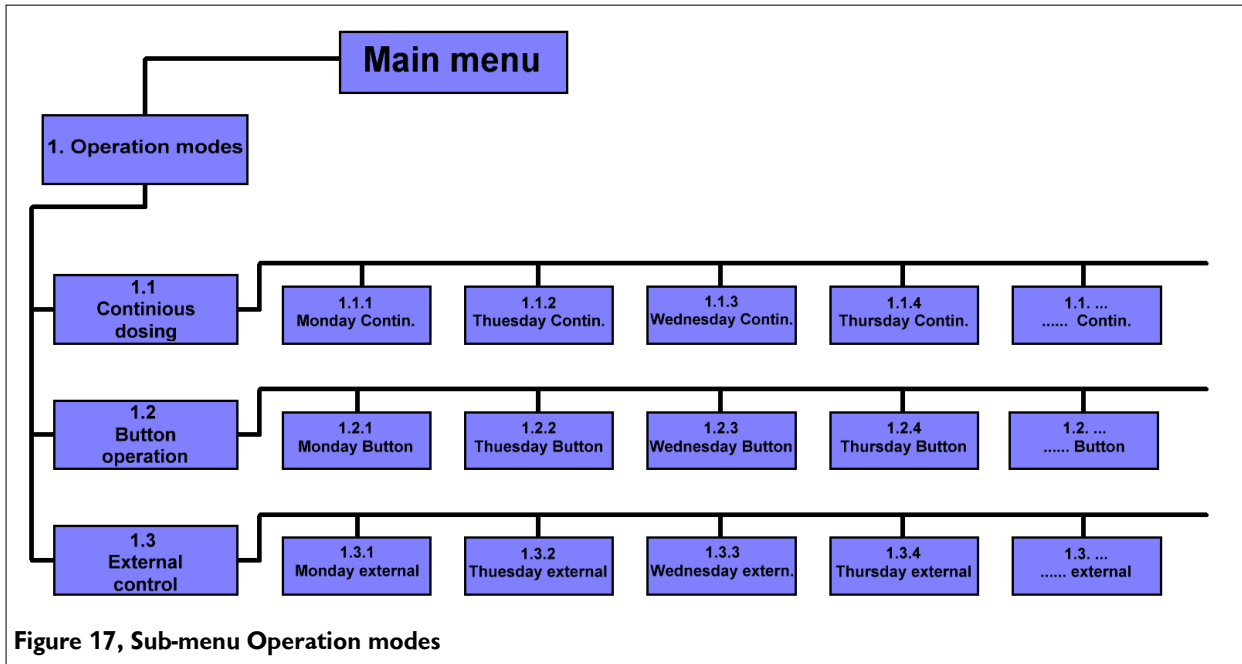 Main menu
1. Operation modes
1.1
Continious
dosing
1.1.1
Monday Contin.
1.1.2
Thuesday Contin.
1.1.3
Wednesday Contin.
1.1.4
Thursday Contin.
1.1. ...
...... Contin.
1.2
Button
operation
1.2.1
Monday Button
1.2.2
Thuesday Button
1.2.3
Wednesday Button
1.2.4
Thursday Button
1.2. ...
...... Button
1.3
External
control
1.3.1
Monday external
1.3.2
Thuesday external
1.3.3
Wednesday extern.
1.3.4
Thursday external
1.3. ...
...... external
Figure 17, Sub-menu Operation modes